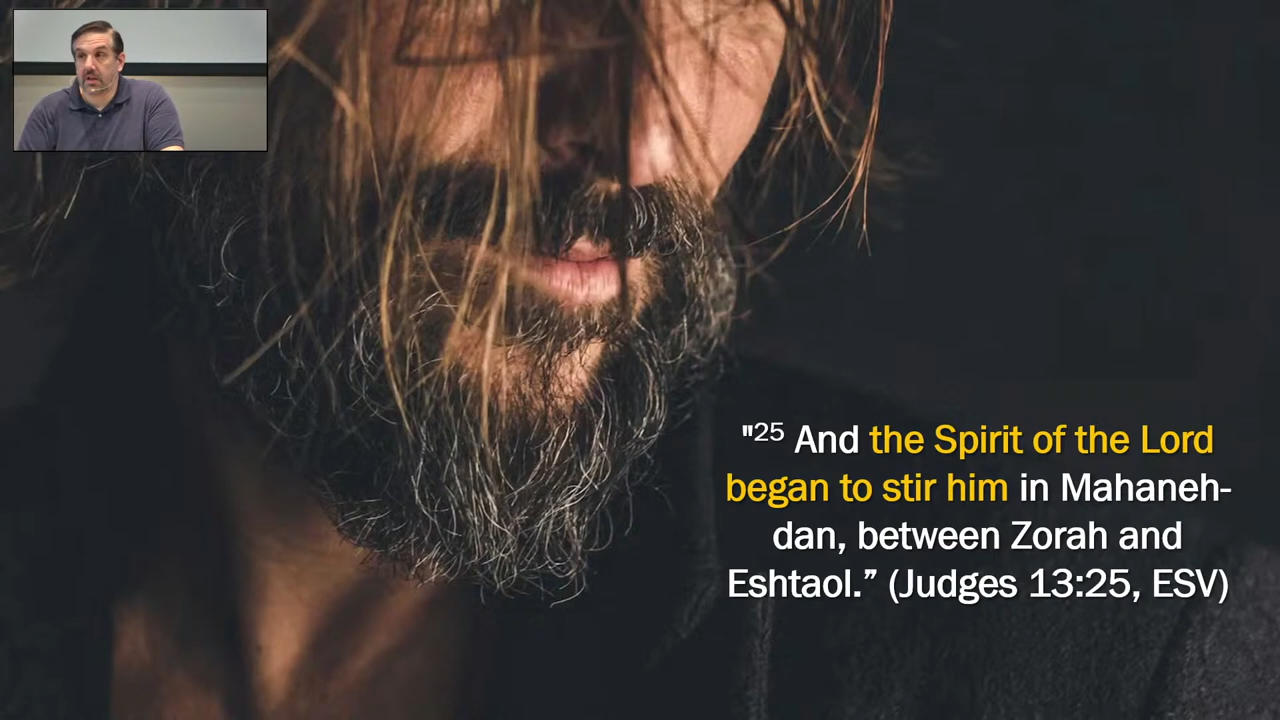 "25 And the Spirit of the Lord
began to stir him in Mahaneh-
dan, between Zorah and
Eshtaol.” (Judges 13:25, ESV)